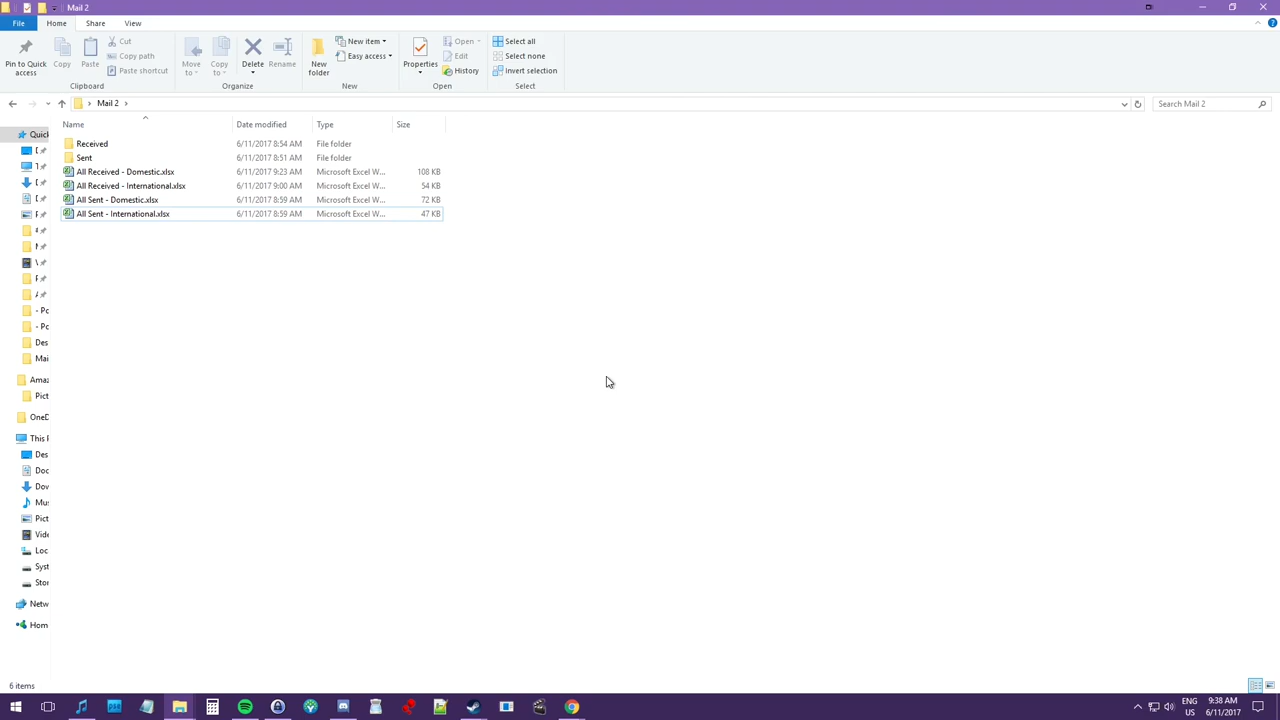 Mail 2
File Home Share View
Pin to Quick access
Copy
Paste
Cut
Copy path
Paste shortcut
Clipboard
Move to
Copy to
Delete
Rename
Organize
New folder
New item
Easy access
New
Properties
Open
Edit
History
Open
Select all
Select none
Invert selection
Select
Mail 2
Search Mail 2
Name Date modified Type Size
Received 6/11/2017 8:54 AM File folder
Sent 6/11/2017 8:51 AM File folder
All Received - Domestic.xlsx 6/11/2017 9:23 AM Microsoft Excel W... 108 KB
All Received - International.xlsx 6/11/2017 9:00 AM Microsoft Excel W... 54 KB
All Sent - Domestic.xlsx 6/11/2017 8:59 AM Microsoft Excel W... 72 KB
All Sent - International.xlsx 6/11/2017 8:59 AM Microsoft Excel W... 47 KB
Quick
- Po
- Po
Des
Mai
Amaz
Pict
OneD
This P
Des
Doc
Dow
Mus
Pict
Vide
Loc
Syst
Stor
Netw
Hom
6 items
ENG
US
9:38 AM
6/11/2017